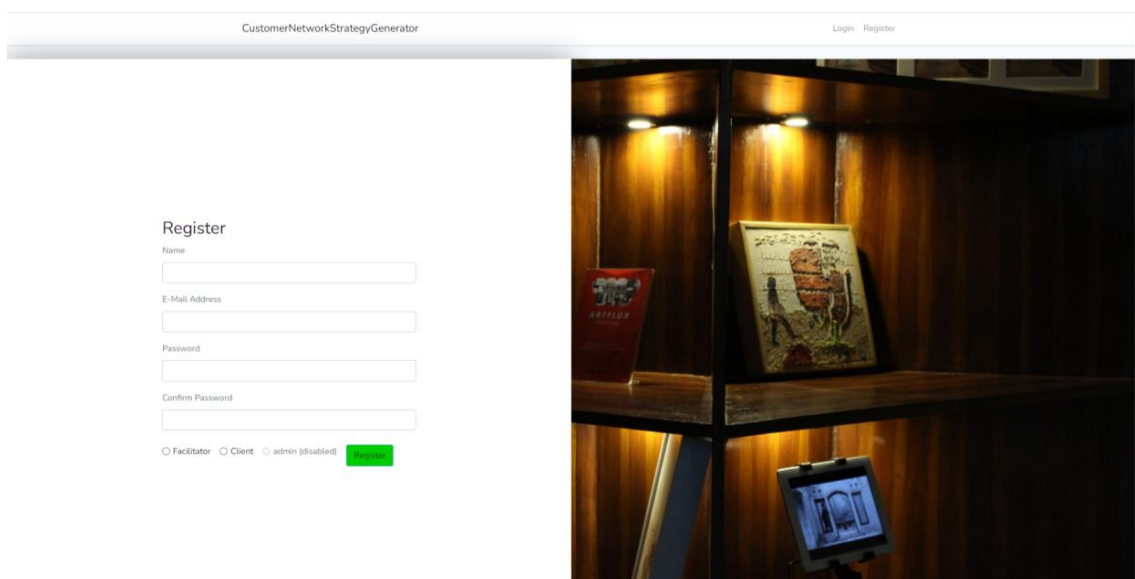 CustomerNetworkStrategyGenerator
Login Register
Register
Name
E-Mail Address
Password
Confirm Password
Facilitator Client admin (disabled) Register
ARTFLUX